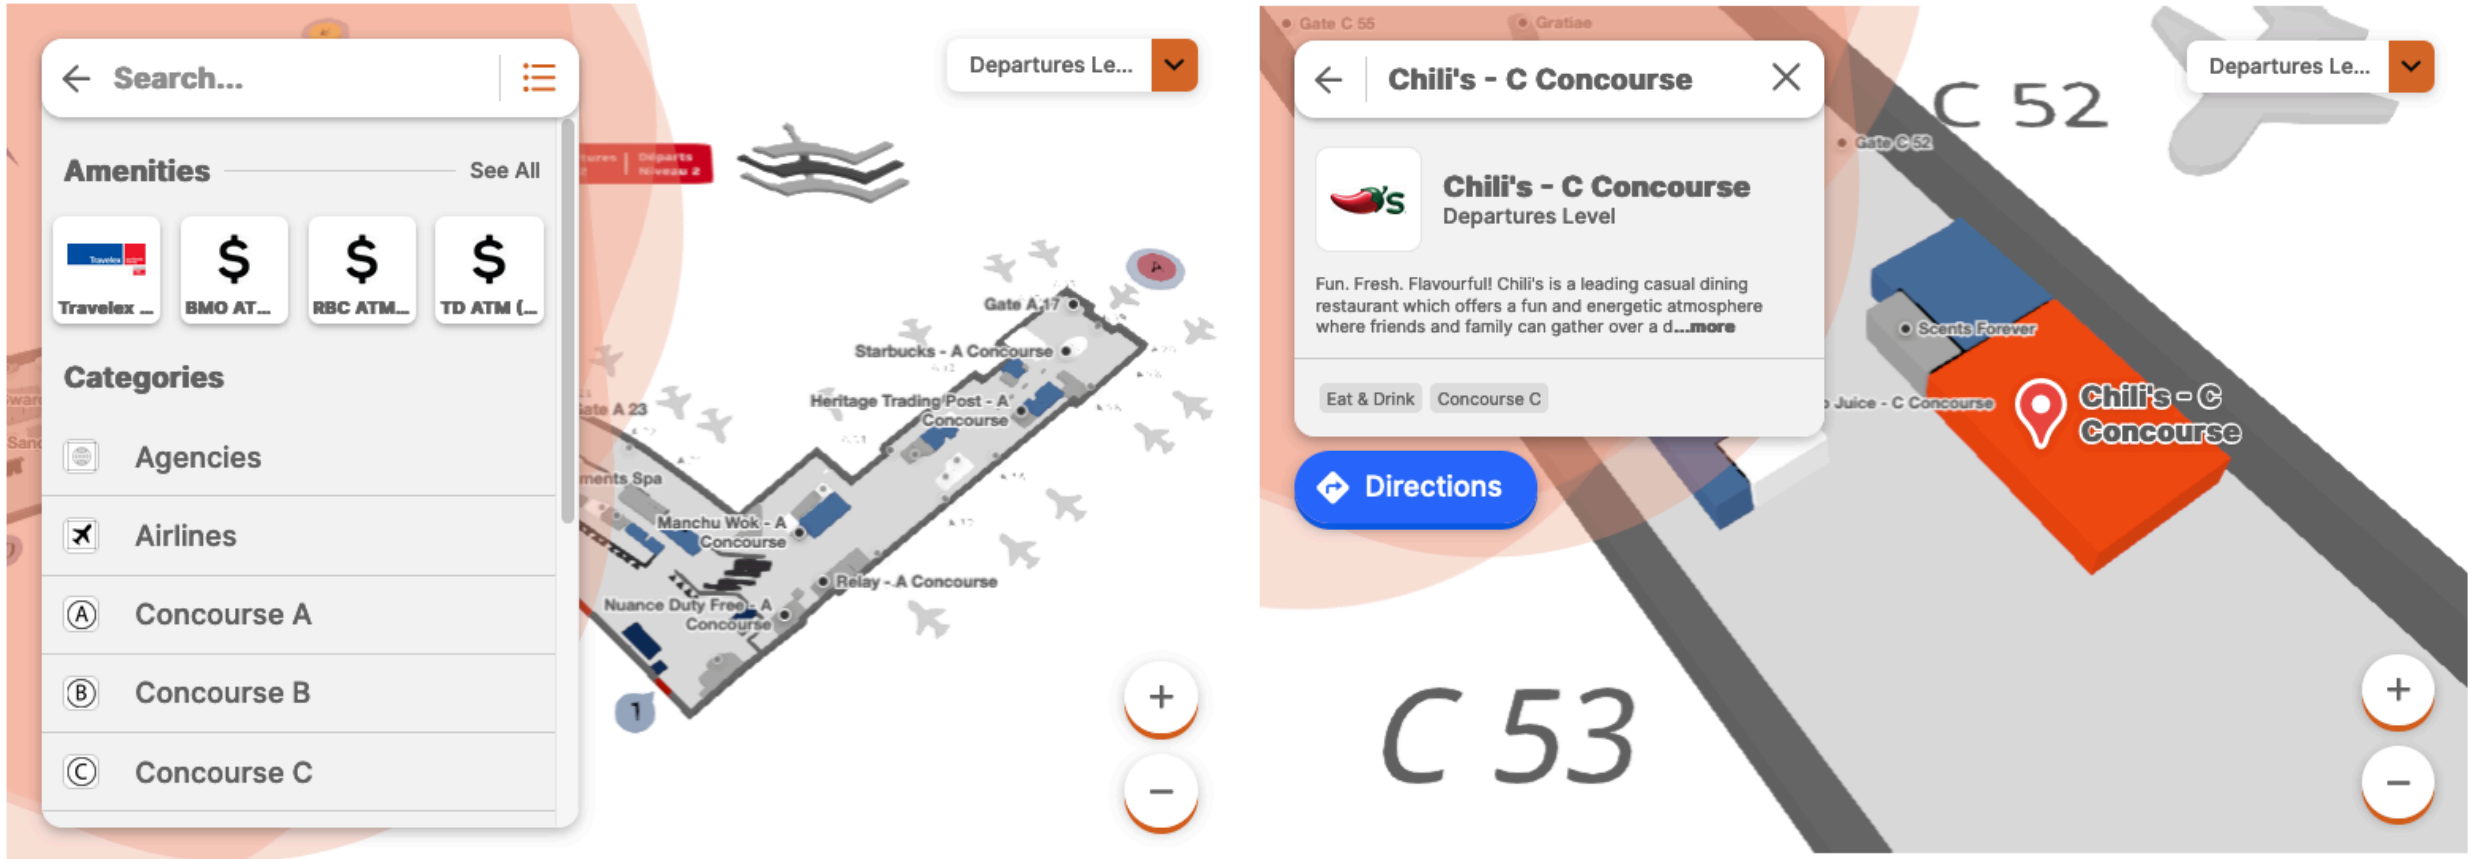 Search...
Departures Le...
Amenities
See All
Travelex ...
BMO AT...
RBC ATM...
TD ATM (...
Categories
Agencies
Airlines
Concourse A
Concourse B
Concourse C
Départs
Niveau 2
Gate A 17
Starbucks - A Concourse
Heritage Trading Post - A
Concourse
Gate A 23
Manchu Wok - A
Concourse
Relay - A Concourse
Nuance Duty Free - A
Concourse
1
Gate C 55
Gratiae
Chili's - C Concourse
Departures Le...
C 52
Gate C 52
Chili's - C Concourse
Departures Level
Fun. Fresh. Flavourful! Chili's is a leading casual dining
restaurant which offers a fun and energetic atmosphere
where friends and family can gather over a d...more
Eat & Drink
Concourse C
Directions
Scents Forever
Juice - C Concourse
Chili's - C
Concourse
C 53